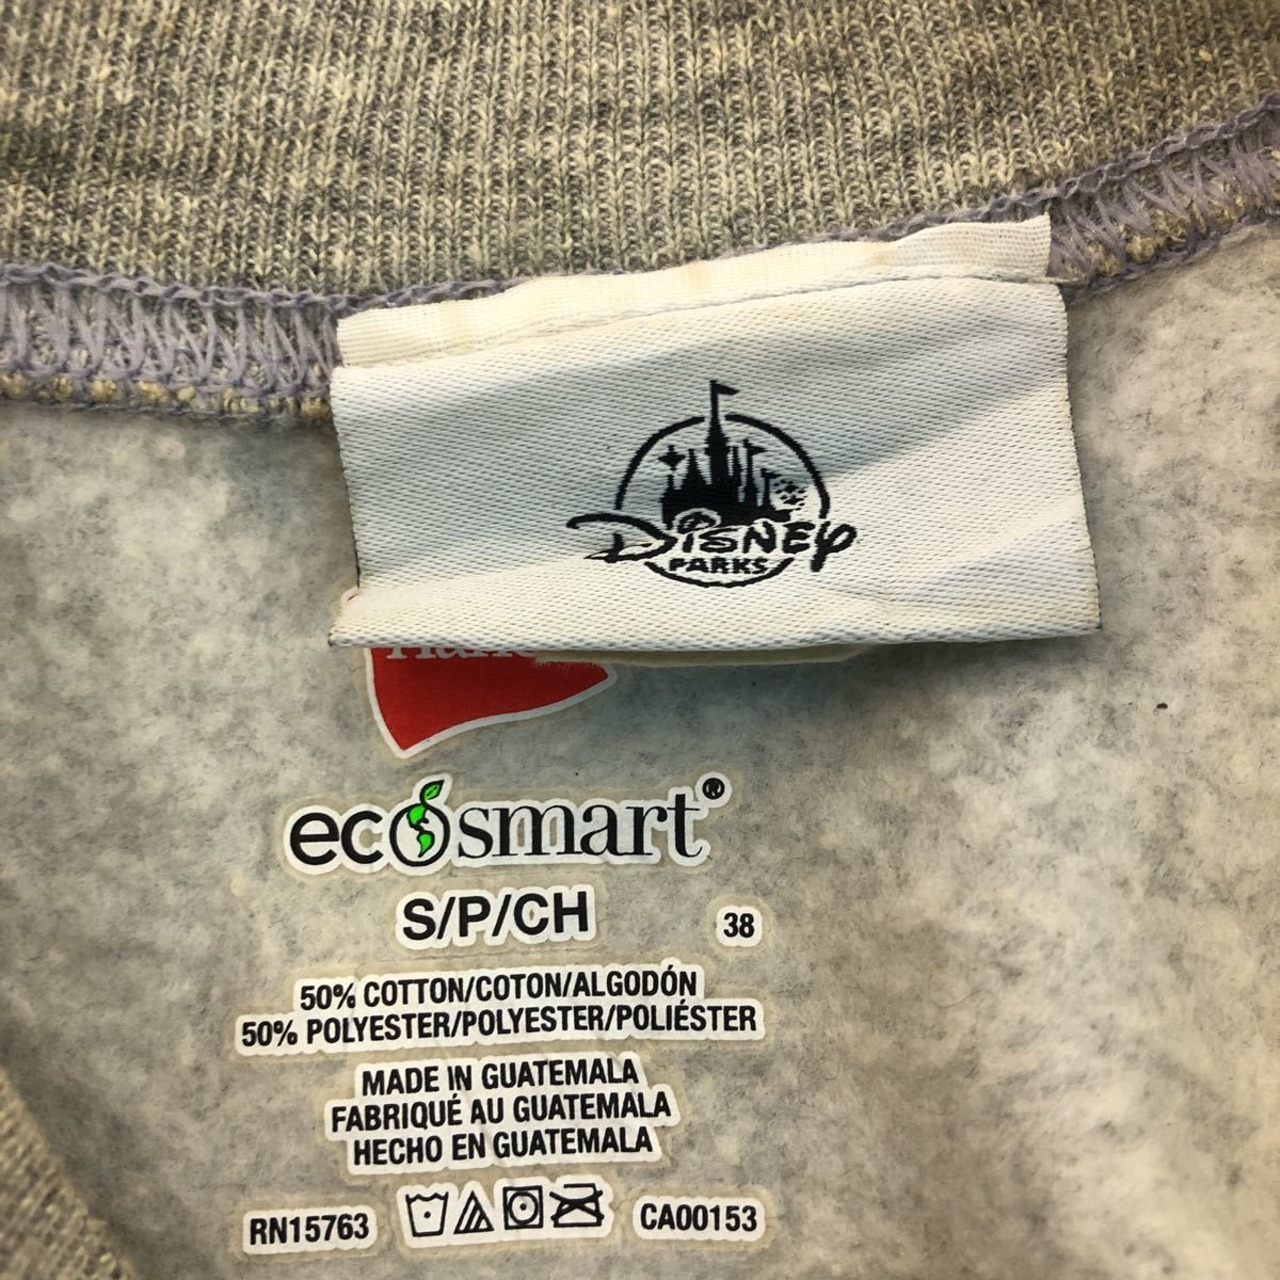 Disney
PARKS
ecosmart®
S/P/CH
38
50% COTTON/COTON/ALGODÓN
50% POLYESTER/POLYESTER/POLIÉSTER
MADE IN GUATEMALA
FABRIQUÉ AU GUATEMALA
HECHO EN GUATEMALA
RN15763
CA00153